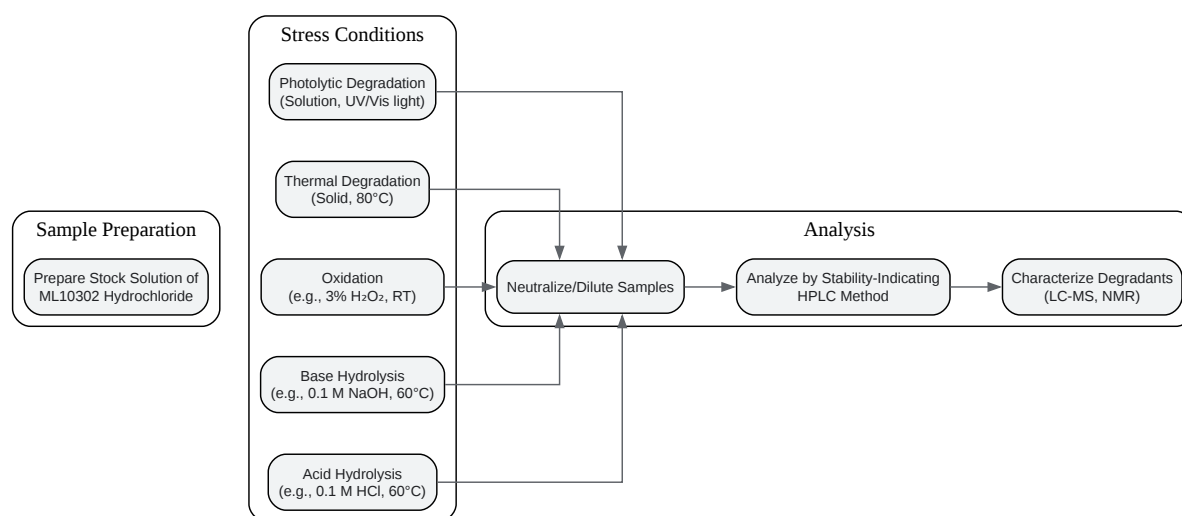 Sample Preparation
Prepare Stock Solution of
ML10302 Hydrochloride
Stress Conditions
Photolytic Degradation
(Solution, UV/Vis light)
Thermal Degradation
(Solid, 80°C)
Oxidation
(e.g., 3% H₂O₂, RT)
Base Hydrolysis
(e.g., 0.1 M NaOH, 60°C)
Acid Hydrolysis
(e.g., 0.1 M HCl, 60°C)
Analysis
Neutralize/Dilute Samples
Analyze by Stability-Indicating
HPLC Method
Characterize Degradants
(LC-MS, NMR)